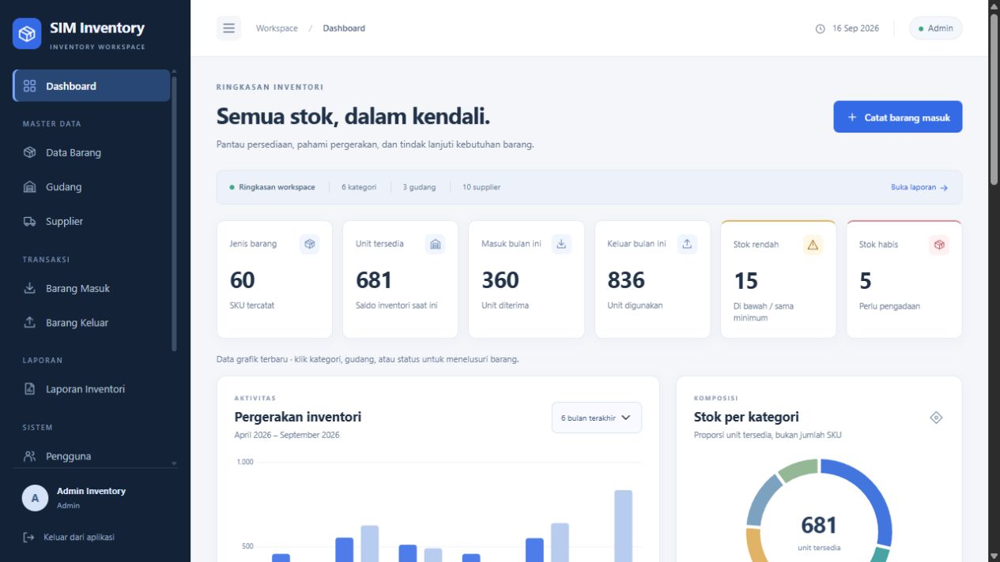 SIM Inventory
INVENTORY WORKSPACE
Dashboard
MASTER DATA
Data Barang
Gudang
Supplier
TRANSAKSI
Barang Masuk
Barang Keluar
LAPORAN
Laporan Inventori
SISTEM
Pengguna
A
Admin Inventory
Admin
Keluar dari aplikasi
Workspace / Dashboard
16 Sep 2026
Admin
RINGKASAN INVENTORI
Semua stok, dalam kendali.
Pantau persediaan, pahami pergerakan, dan tindak lanjuti kebutuhan barang.
+ Catat barang masuk
Ringkasan workspace
6 kategori
3 gudang
10 supplier
Buka laporan →
Jenis barang
60
SKU tercatat
Unit tersedia
681
Saldo inventori saat ini
Masuk bulan ini
360
Unit diterima
Keluar bulan ini
836
Unit digunakan
Stok rendah
15
Di bawah / sama
minimum
Stok habis
5
Perlu pengadaan
Data grafik terbaru · klik kategori, gudang, atau status untuk menelusuri barang.
AKTIVITAS
Pergerakan inventori
April 2026 – September 2026
6 bulan terakhir
1.000
500
KOMPOSISI
Stok per kategori
Proporsi unit tersedia, bukan jumlah SKU
681
unit tersedia